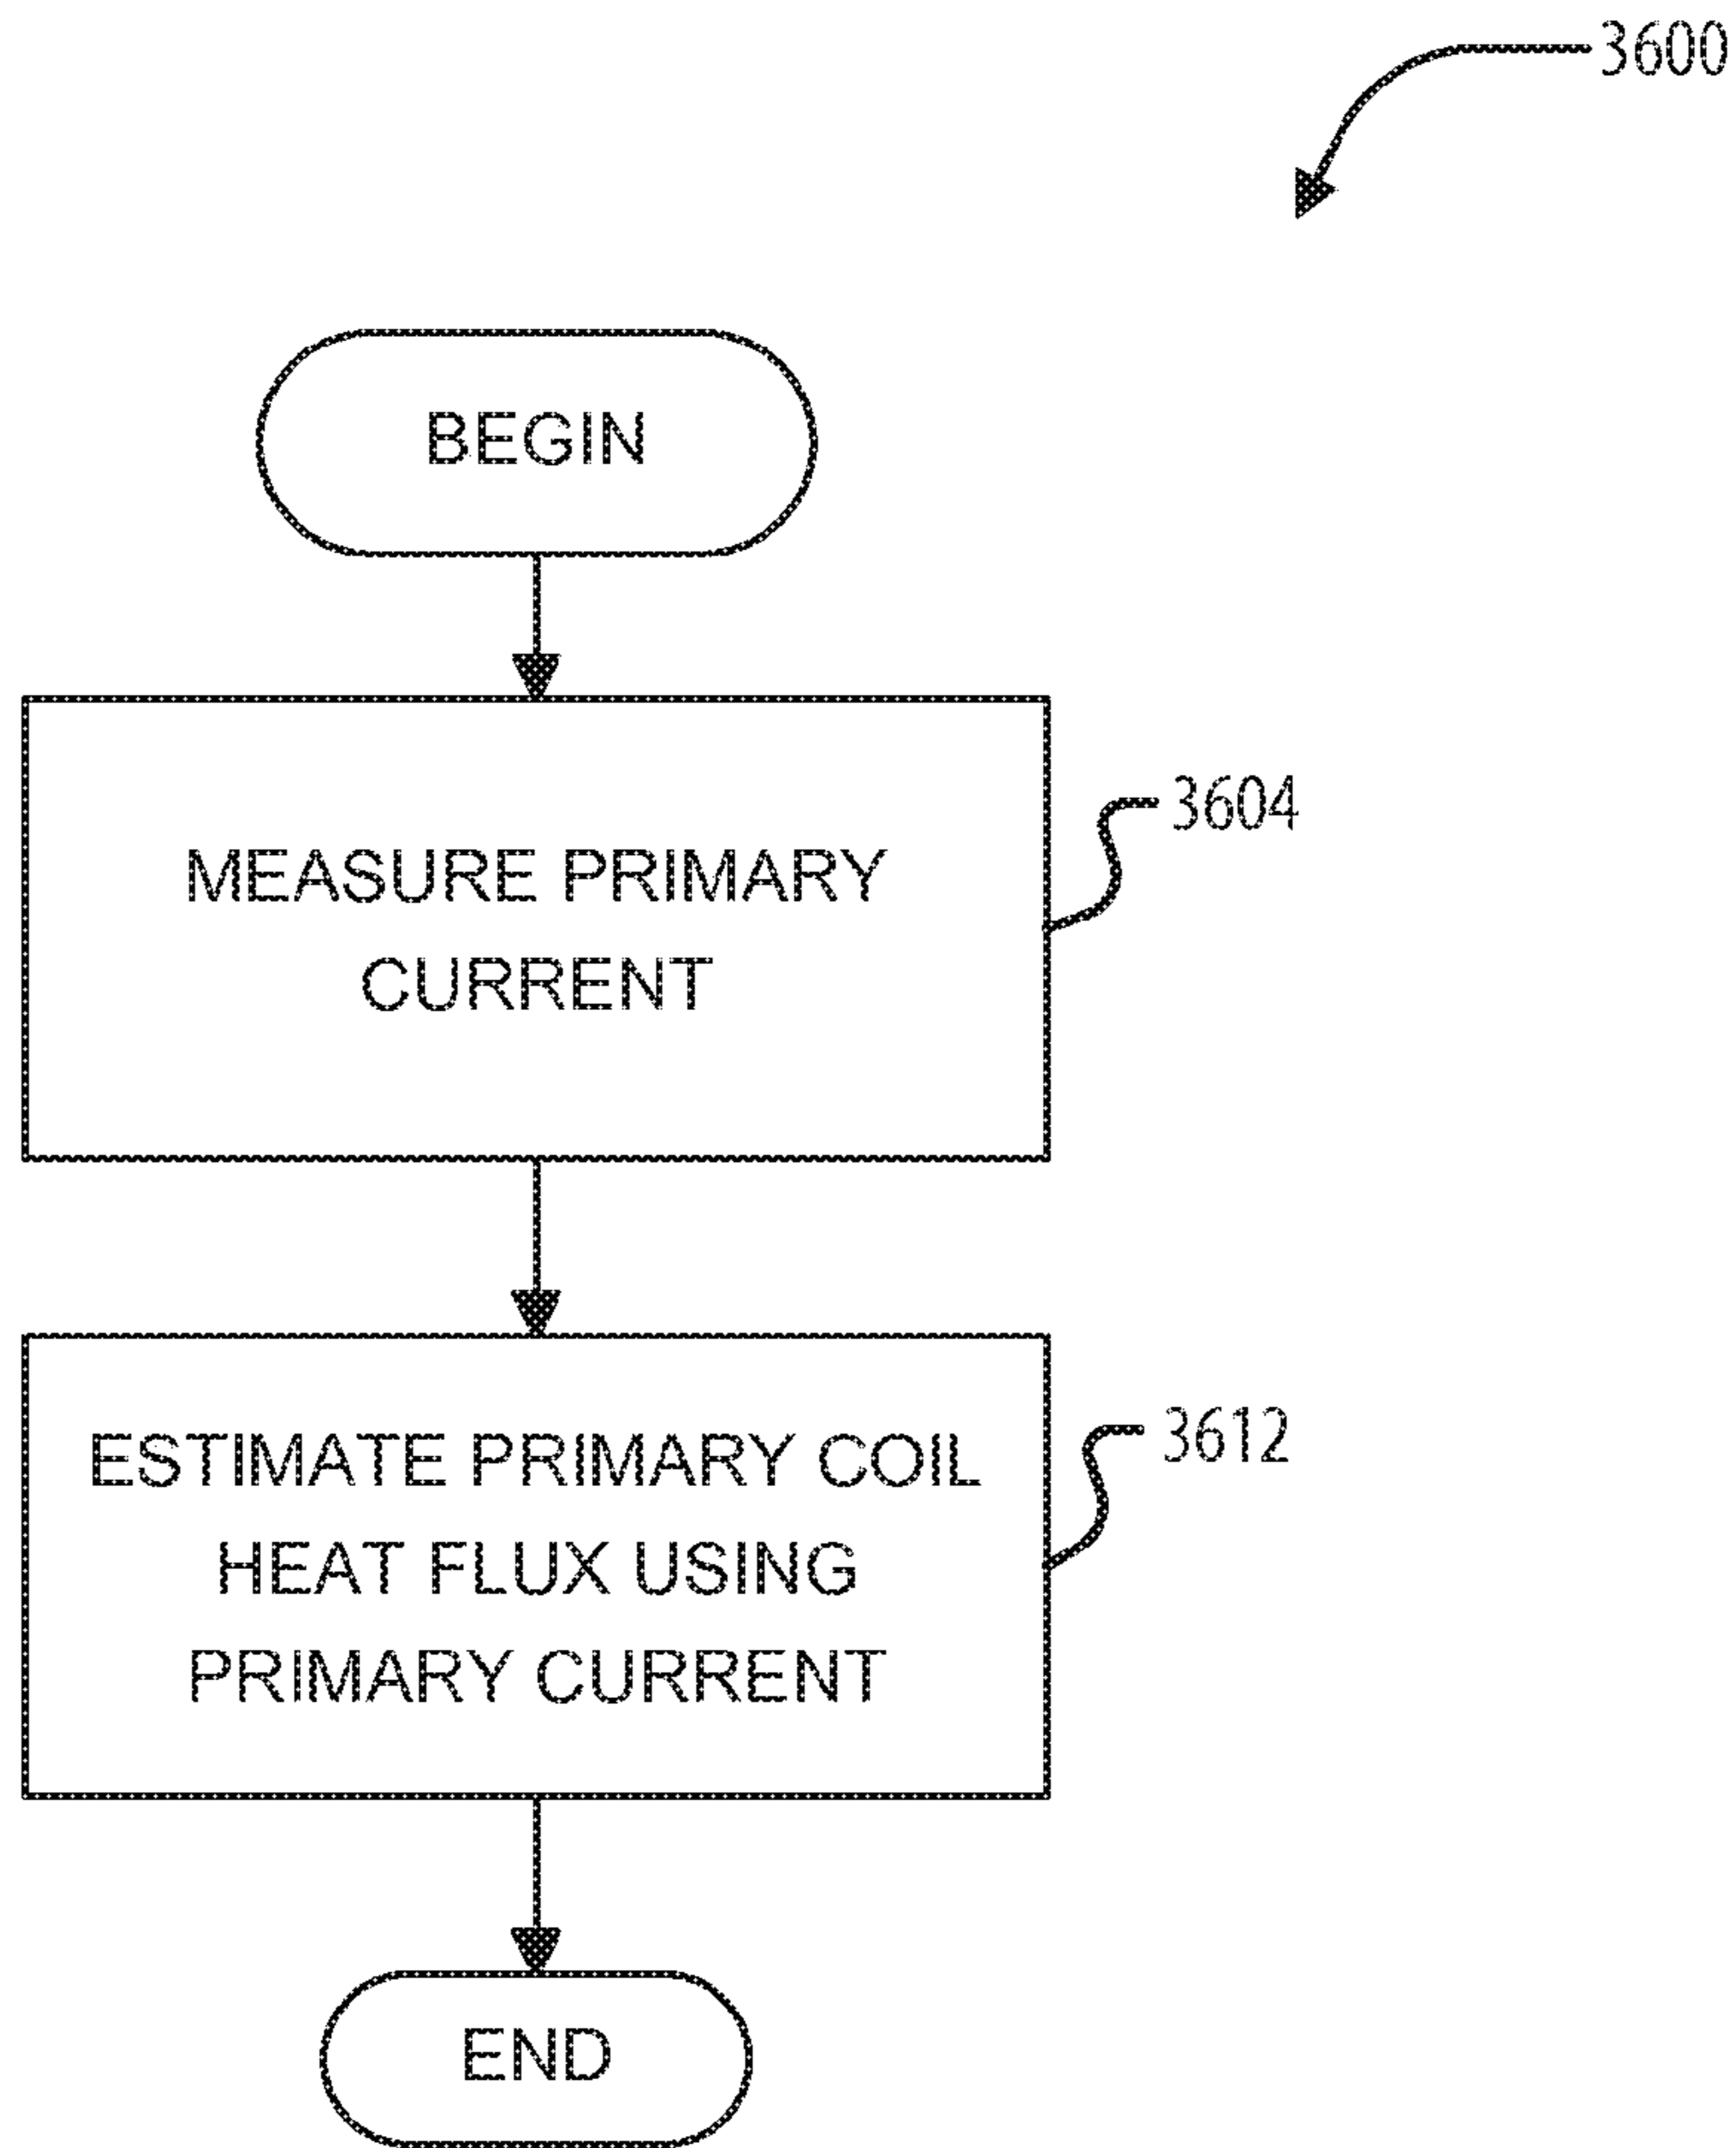 3600
BEGIN
MEASURE PRIMARY
CURRENT
3604
ESTIMATE PRIMARY COIL
HEAT FLUX USING
PRIMARY CURRENT
3612
END